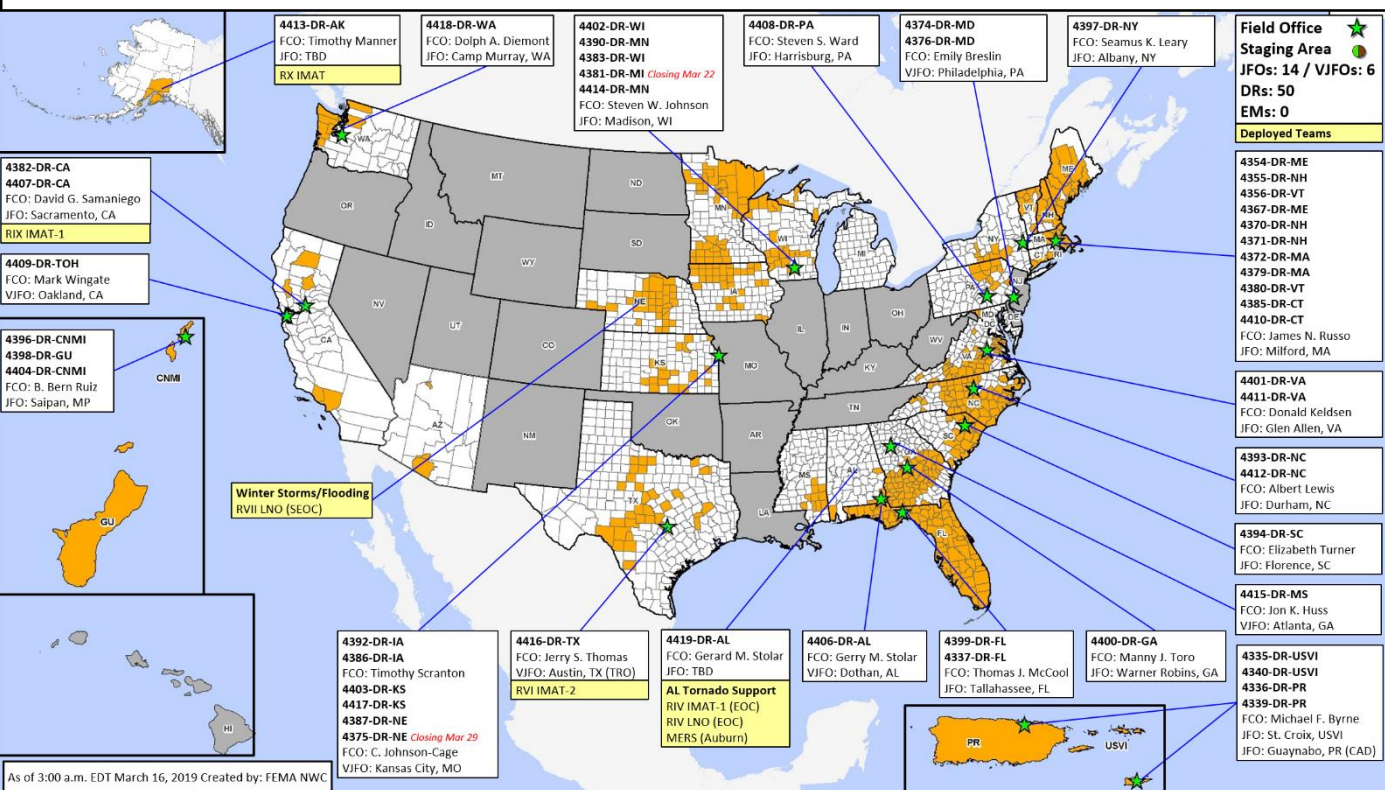 4413-DR-AK
FCO: Timothy Manner
JFO: TBD
RX IMAT
4418-DR-WA
FCO: Dolph A. Diemont
JFO: Camp Murray, WA
4402-DR-WI
4390-DR-MN
4383-DR-WI
4381-DR-MI Closing Mar 22
4414-DR-MN
FCO: Steven W. Johnson
JFO: Madison, WI
4408-DR-PA
FCO: Steven S. Ward
JFO: Harrisburg, PA
4374-DR-MD
4376-DR-MD
FCO: Emily Breslin
VJFO: Philadelphia, PA
4397-DR-NY
FCO: Seamus K. Leary
JFO: Albany, NY
Field Office
Staging Area
JFOs: 14 / VJFOs: 6
DRs: 50
EMs: 0
Deployed Teams
4382-DR-CA
4407-DR-CA
FCO: David G. Samaniego
JFO: Sacramento, CA
RIX IMAT-1
4409-DR-TOH
FCO: Mark Wingate
VJFO: Oakland, CA
4396-DR-CNMI
4398-DR-GU
4404-DR-CNMI
FCO: B. Bern Ruiz
JFO: Saipan, MP
CNMI
GU
HI
WA
OR
CA
NV
ID
MT
WY
UT
AZ
CO
NM
ND
SD
NE
KS
OK
TX
MN
IA
MO
AR
LA
WI
IL
MI
IN
OH
KY
TN
MS
AL
FL
SC
NC
VA
WV
PA
NY
VT
NH
ME
MA
CT
RI
NJ
DE
MD
DC
4354-DR-ME
4355-DR-NH
4356-DR-VT
4367-DR-ME
4370-DR-NH
4371-DR-NH
4372-DR-MA
4379-DR-MA
4380-DR-VT
4385-DR-CT
4410-DR-CT
FCO: James N. Russo
JFO: Milford, MA
4401-DR-VA
4411-DR-VA
FCO: Donald Keldsen
JFO: Glen Allen, VA
4393-DR-NC
4412-DR-NC
FCO: Albert Lewis
JFO: Durham, NC
4394-DR-SC
FCO: Elizabeth Turner
JFO: Florence, SC
4415-DR-MS
FCO: Jon K. Huss
VJFO: Atlanta, GA
Winter Storms/Flooding
RVII LNO (SEOC)
4392-DR-IA
4386-DR-IA
FCO: Timothy Scranton
4403-DR-KS
4417-DR-KS
4387-DR-NE
4375-DR-NE Closing Mar 29
FCO: C. Johnson-Cage
VJFO: Kansas City, MO
4416-DR-TX
FCO: Jerry S. Thomas
VJFO: Austin, TX (TRO)
RVI IMAT-2
4419-DR-AL
FCO: Gerard M. Stolar
JFO: TBD
AL Tornado Support
RIV IMAT-1 (EOC)
RIV LNO (EOC)
MERS (Auburn)
4406-DR-AL
FCO: Gerry M. Stolar
VJFO: Dothan, AL
4399-DR-FL
4337-DR-FL
FCO: Thomas J. McCool
JFO: Tallahassee, FL
4400-DR-GA
FCO: Manny J. Toro
JFO: Warner Robins, GA
4335-DR-USVI
4340-DR-USVI
4336-DR-PR
4339-DR-PR
FCO: Michael F. Byrne
JFO: St. Croix, USVI
JFO: Guaynabo, PR (CAD)
PR
USVI
As of 3:00 a.m. EDT March 16, 2019 Created by: FEMA NWC